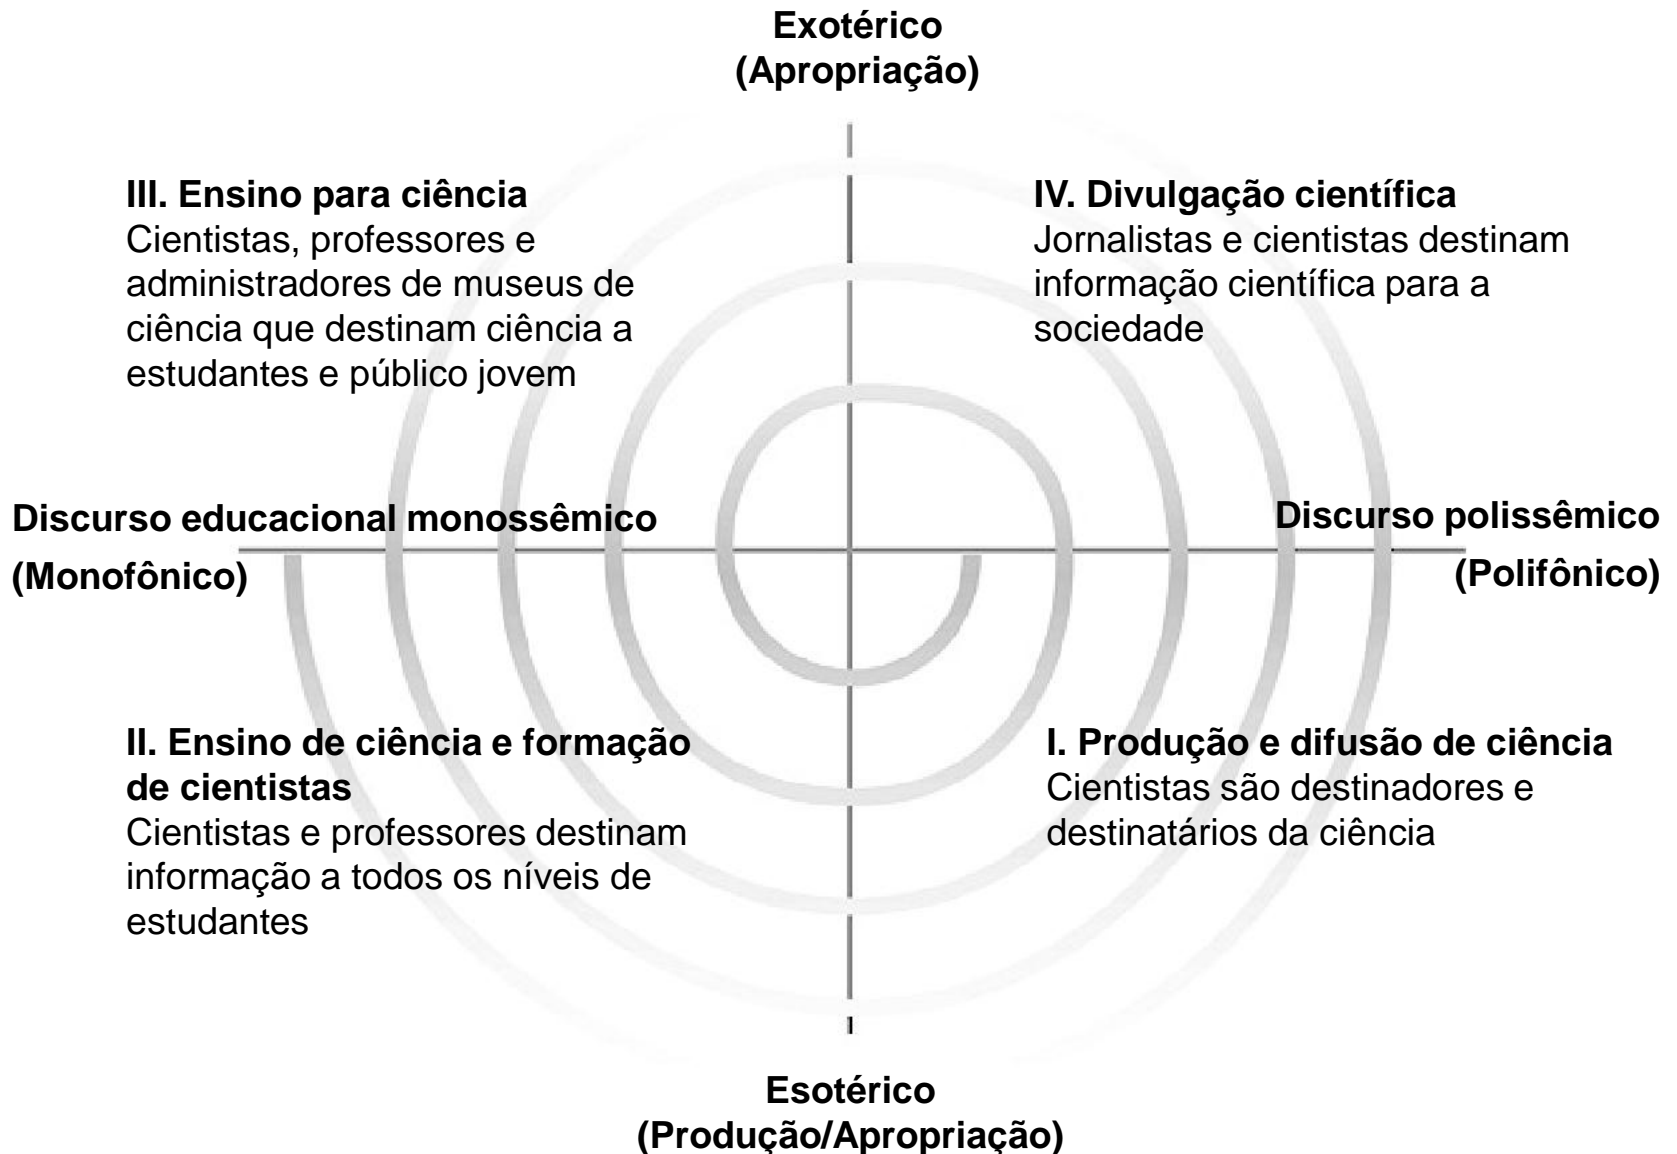 Exotérico
(Apropriação)
III. Ensino para ciência
Cientistas, professores e
administradores de museus de
ciência que destinam ciência a
estudantes e público jovem
IV. Divulgação científica
Jornalistas e cientistas destinam
informação científica para a
sociedade
Discurso educacional monossêmico
(Monofônico)
Discurso polissêmico
(Polifônico)
II. Ensino de ciência e formação
de cientistas
Cientistas e professores destinam
informação a todos os níveis de
estudantes
I. Produção e difusão de ciência
Cientistas são destinadores e
destinatários da ciência
Esotérico
(Produção/Apropriação)